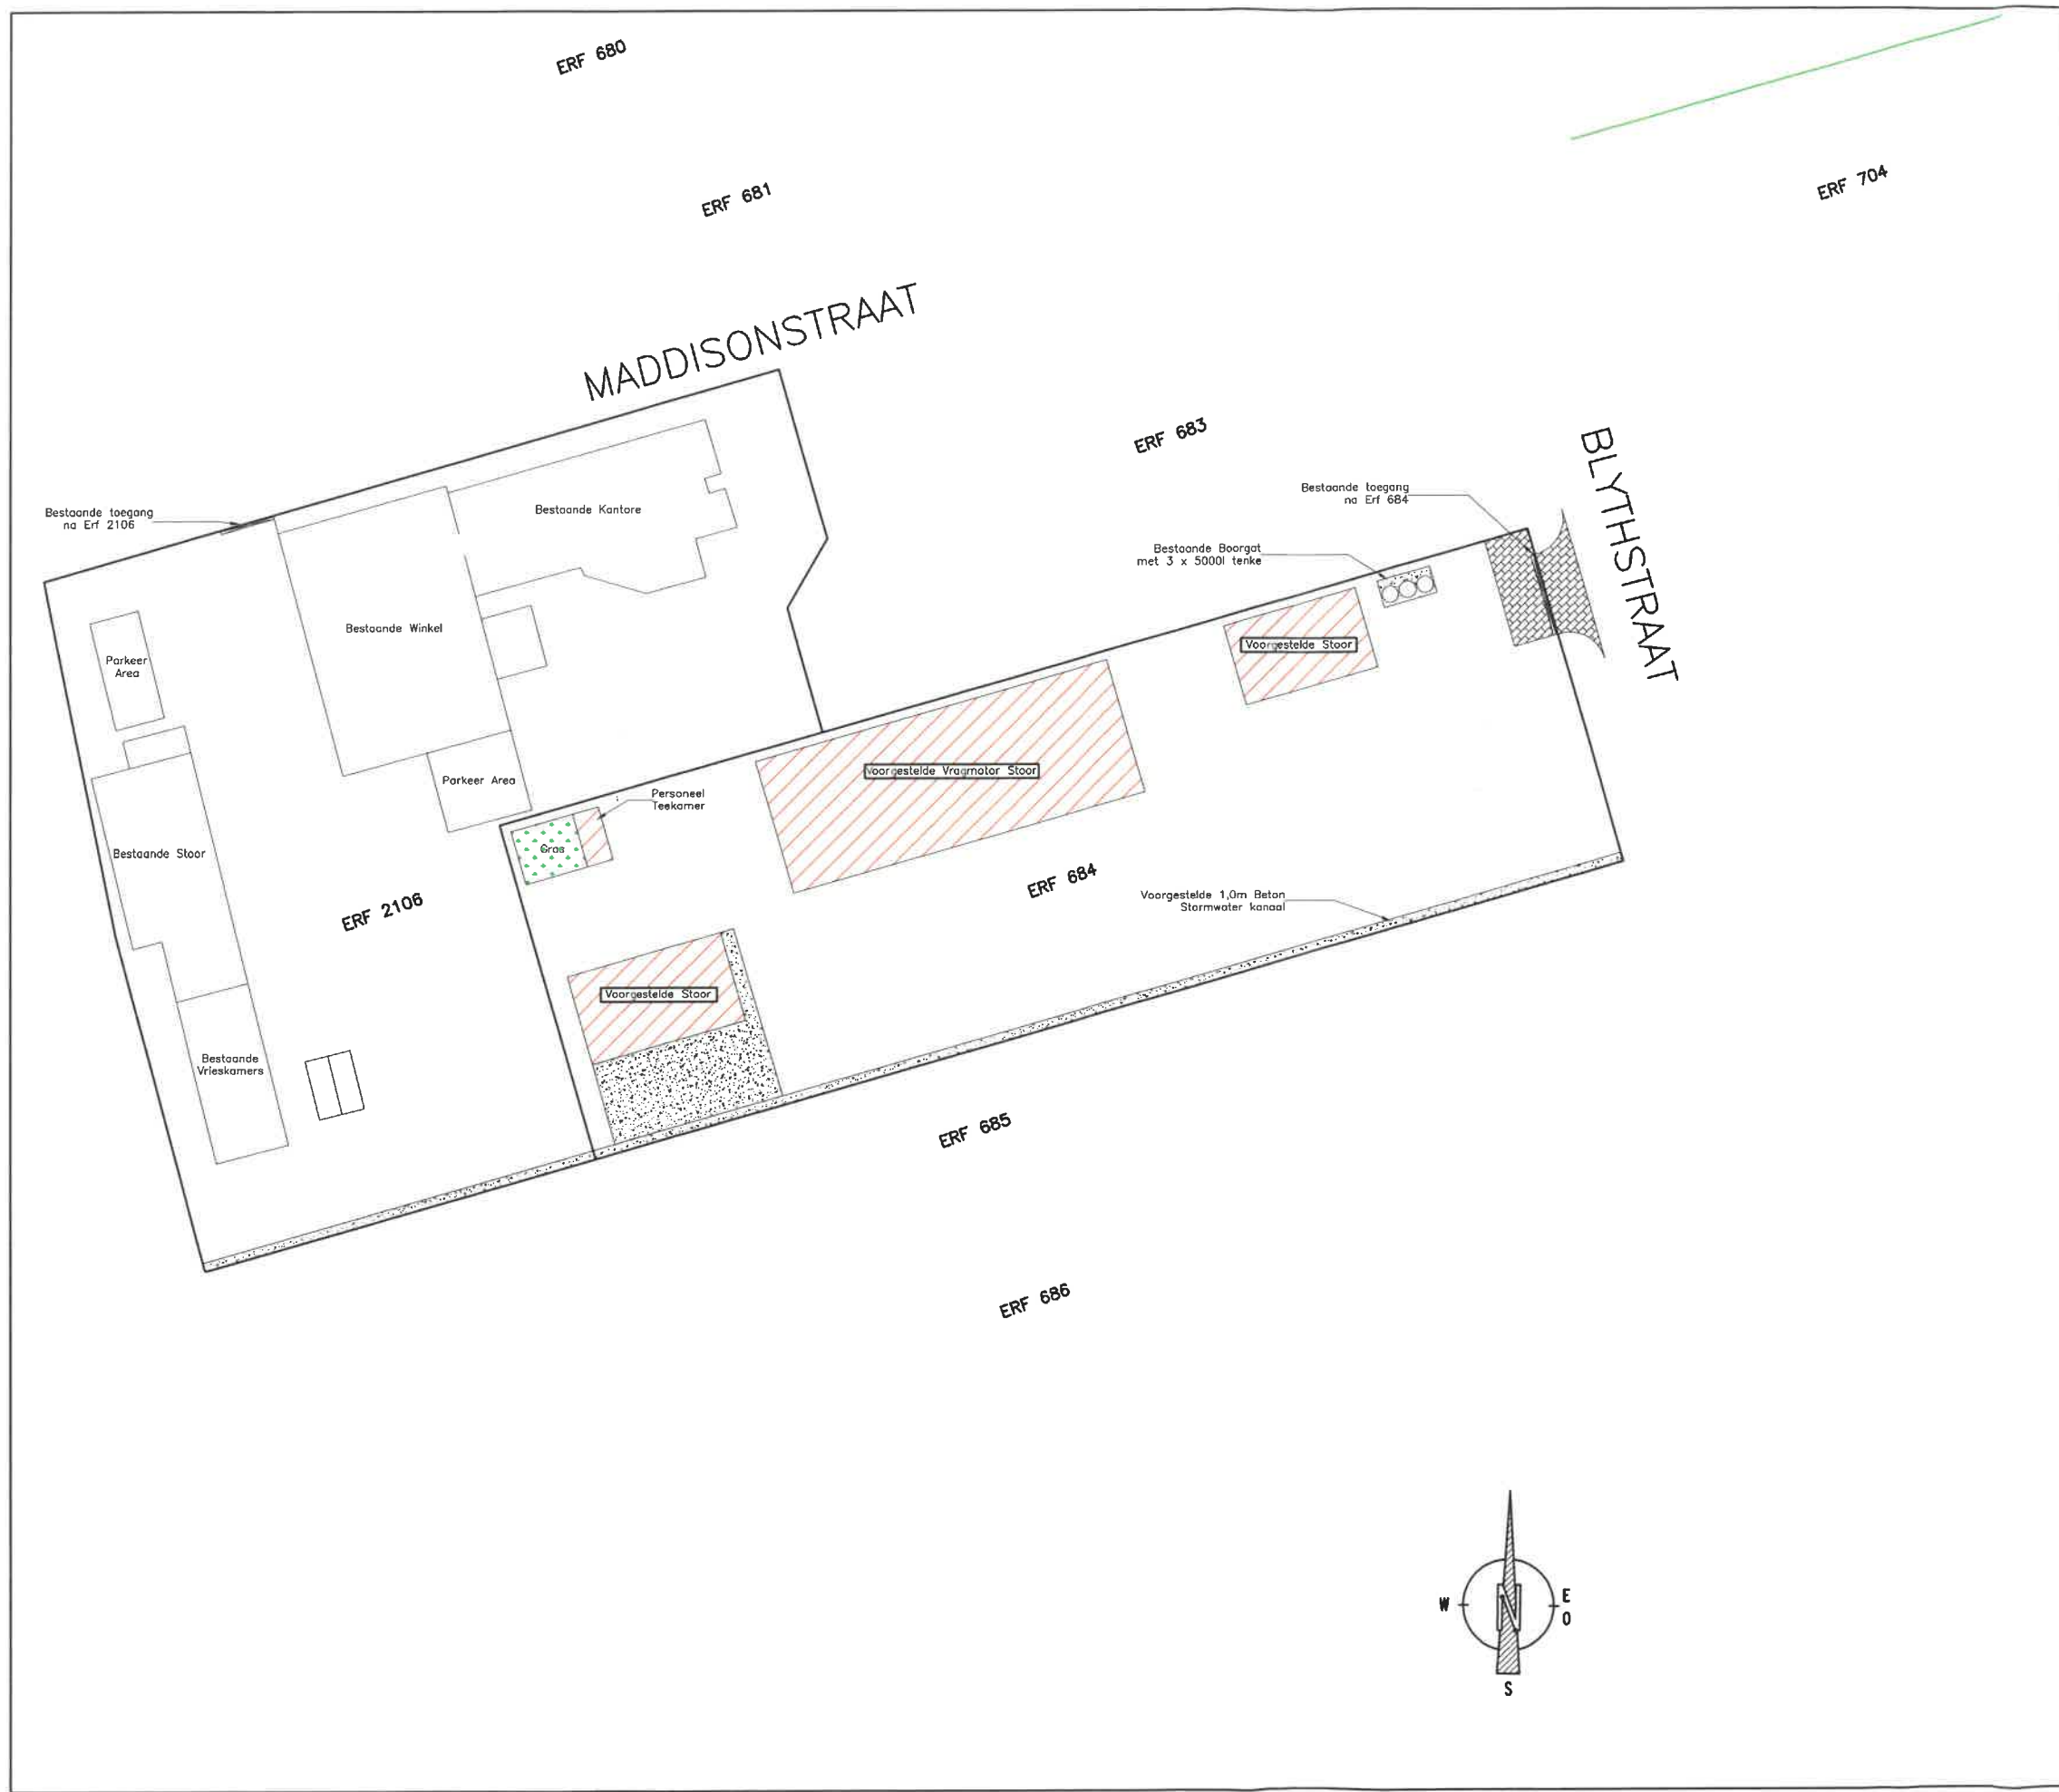 ERF 680
ERF 681
ERF 704
MADDISONSTRAAT
ERF 683
BLYTHSTRAAT
Bestaande toegang
na Erf 2106
Bestaande Kantore
Bestaande toegang
na Erf 684
Bestaande Boorgat
met 3 x 5000l tenke
Bestaande Winkel
Voorgestelde Stoor
Parkeer
Area
Parkeer Area
Voorgestelde Vragmotor Stoor
Personeel
Teekamer
Gras
Bestaande Stoor
ERF 2106
ERF 684
Voorgestelde 1,0m Beton
Stormwater kanaal
Voorgestelde Stoor
Bestaande
Vrieskamers
ERF 685
ERF 686
N
W
E
O
S